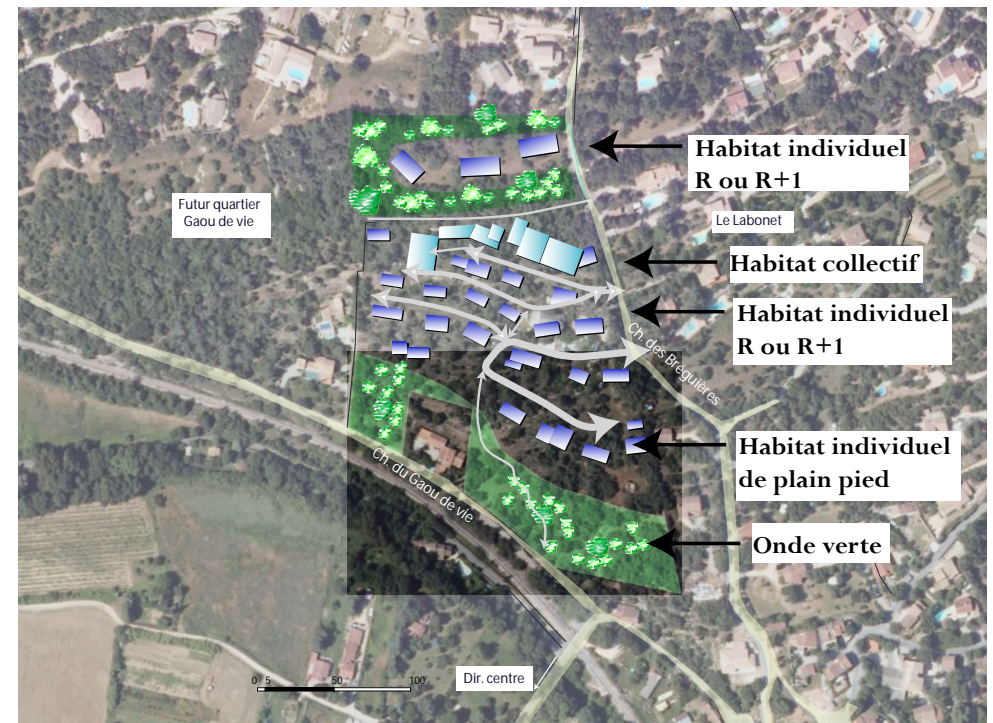 Habitat individuel
R ou R+1
Futur quartier
Gaou de vie
Le Labonet
Habitat collectif
Habitat individuel
R ou R+1
Ch. des Bréguières
Habitat individuel
de plain pied
Ch. du Gaou de vie
Onde verte
Dir. centre
0 5 50 100